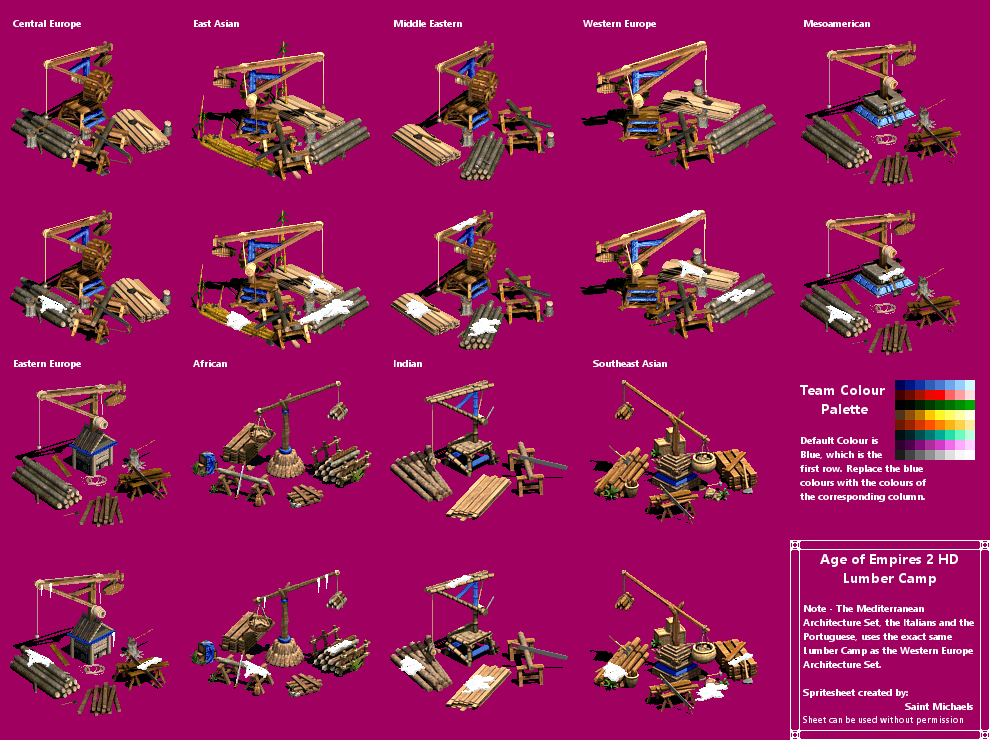 Central Europe
East Asian
Middle Eastern
Western Europe
Mesoamerican
Eastern Europe
African
Indian
Southeast Asian
Team Colour
Palette
Default Colour is
Blue, which is the
first row. Replace the blue
colours with the colours of
the corresponding column.
Age of Empires 2 HD
Lumber Camp
Note - The Mediterranean
Architecture Set, the Italians and the
Portuguese, uses the exact same
Lumber Camp as the Western Europe
Architecture Set.
Spritesheet created by:
Saint Michaels
Sheet can be used without permission